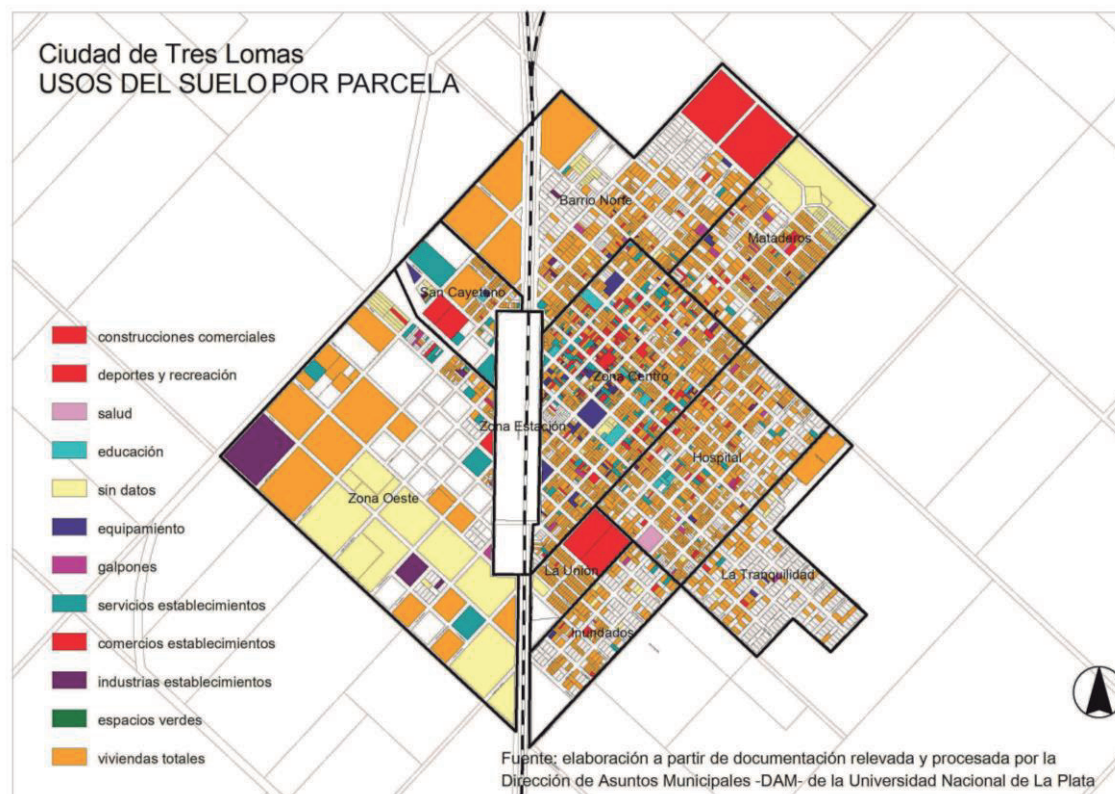 Ciudad de Tres Lomas
USOS DEL SUELO POR PARCELA
Barrio Norte
Mataderos
San Cayetano
construcciones comerciales
deportes y recreación
Zona Centro
salud
Zona Estación
educación
Hospital
sin datos
Zona Oeste
equipamiento
galpones
La Unión
La Tranquilidad
servicios establecimientos
Inundados
comercios establecimientos
industrias establecimientos
espacios verdes
viviendas totales
Fuente: elaboración a partir de documentación relevada y procesada por la
Dirección de Asuntos Municipales -DAM- de la Universidad Nacional de La Plata